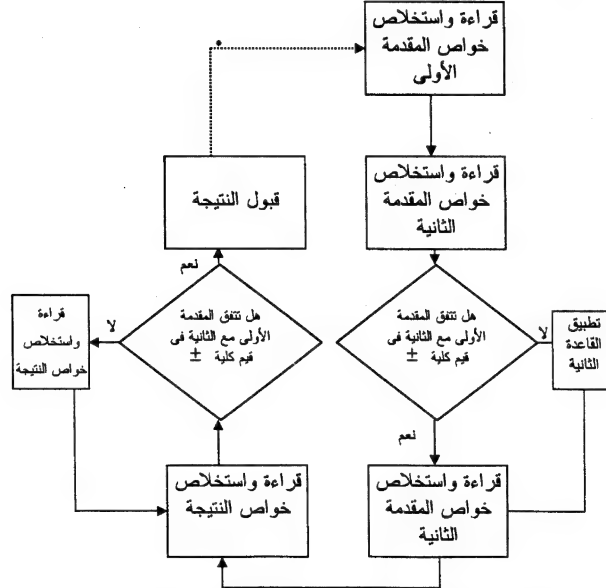 قراءة واستخلاص
خواص المقدمة
الأولى
قراءة واستخلاص
خواص المقدمة
الثانية
هل تتفق المقدمة
الأولى مع الثانية فى
قيم كلية ±
لا
تطبيق
القاعدة
الثانية
نعم
قراءة واستخلاص
خواص المقدمة
الثانية
قراءة واستخلاص
خواص النتيجة
هل تتفق المقدمة
الأولى مع الثانية فى
قيم كلية ±
لا
قراءة
واستخلاص
خواص النتيجة
نعم
قبول النتيجة